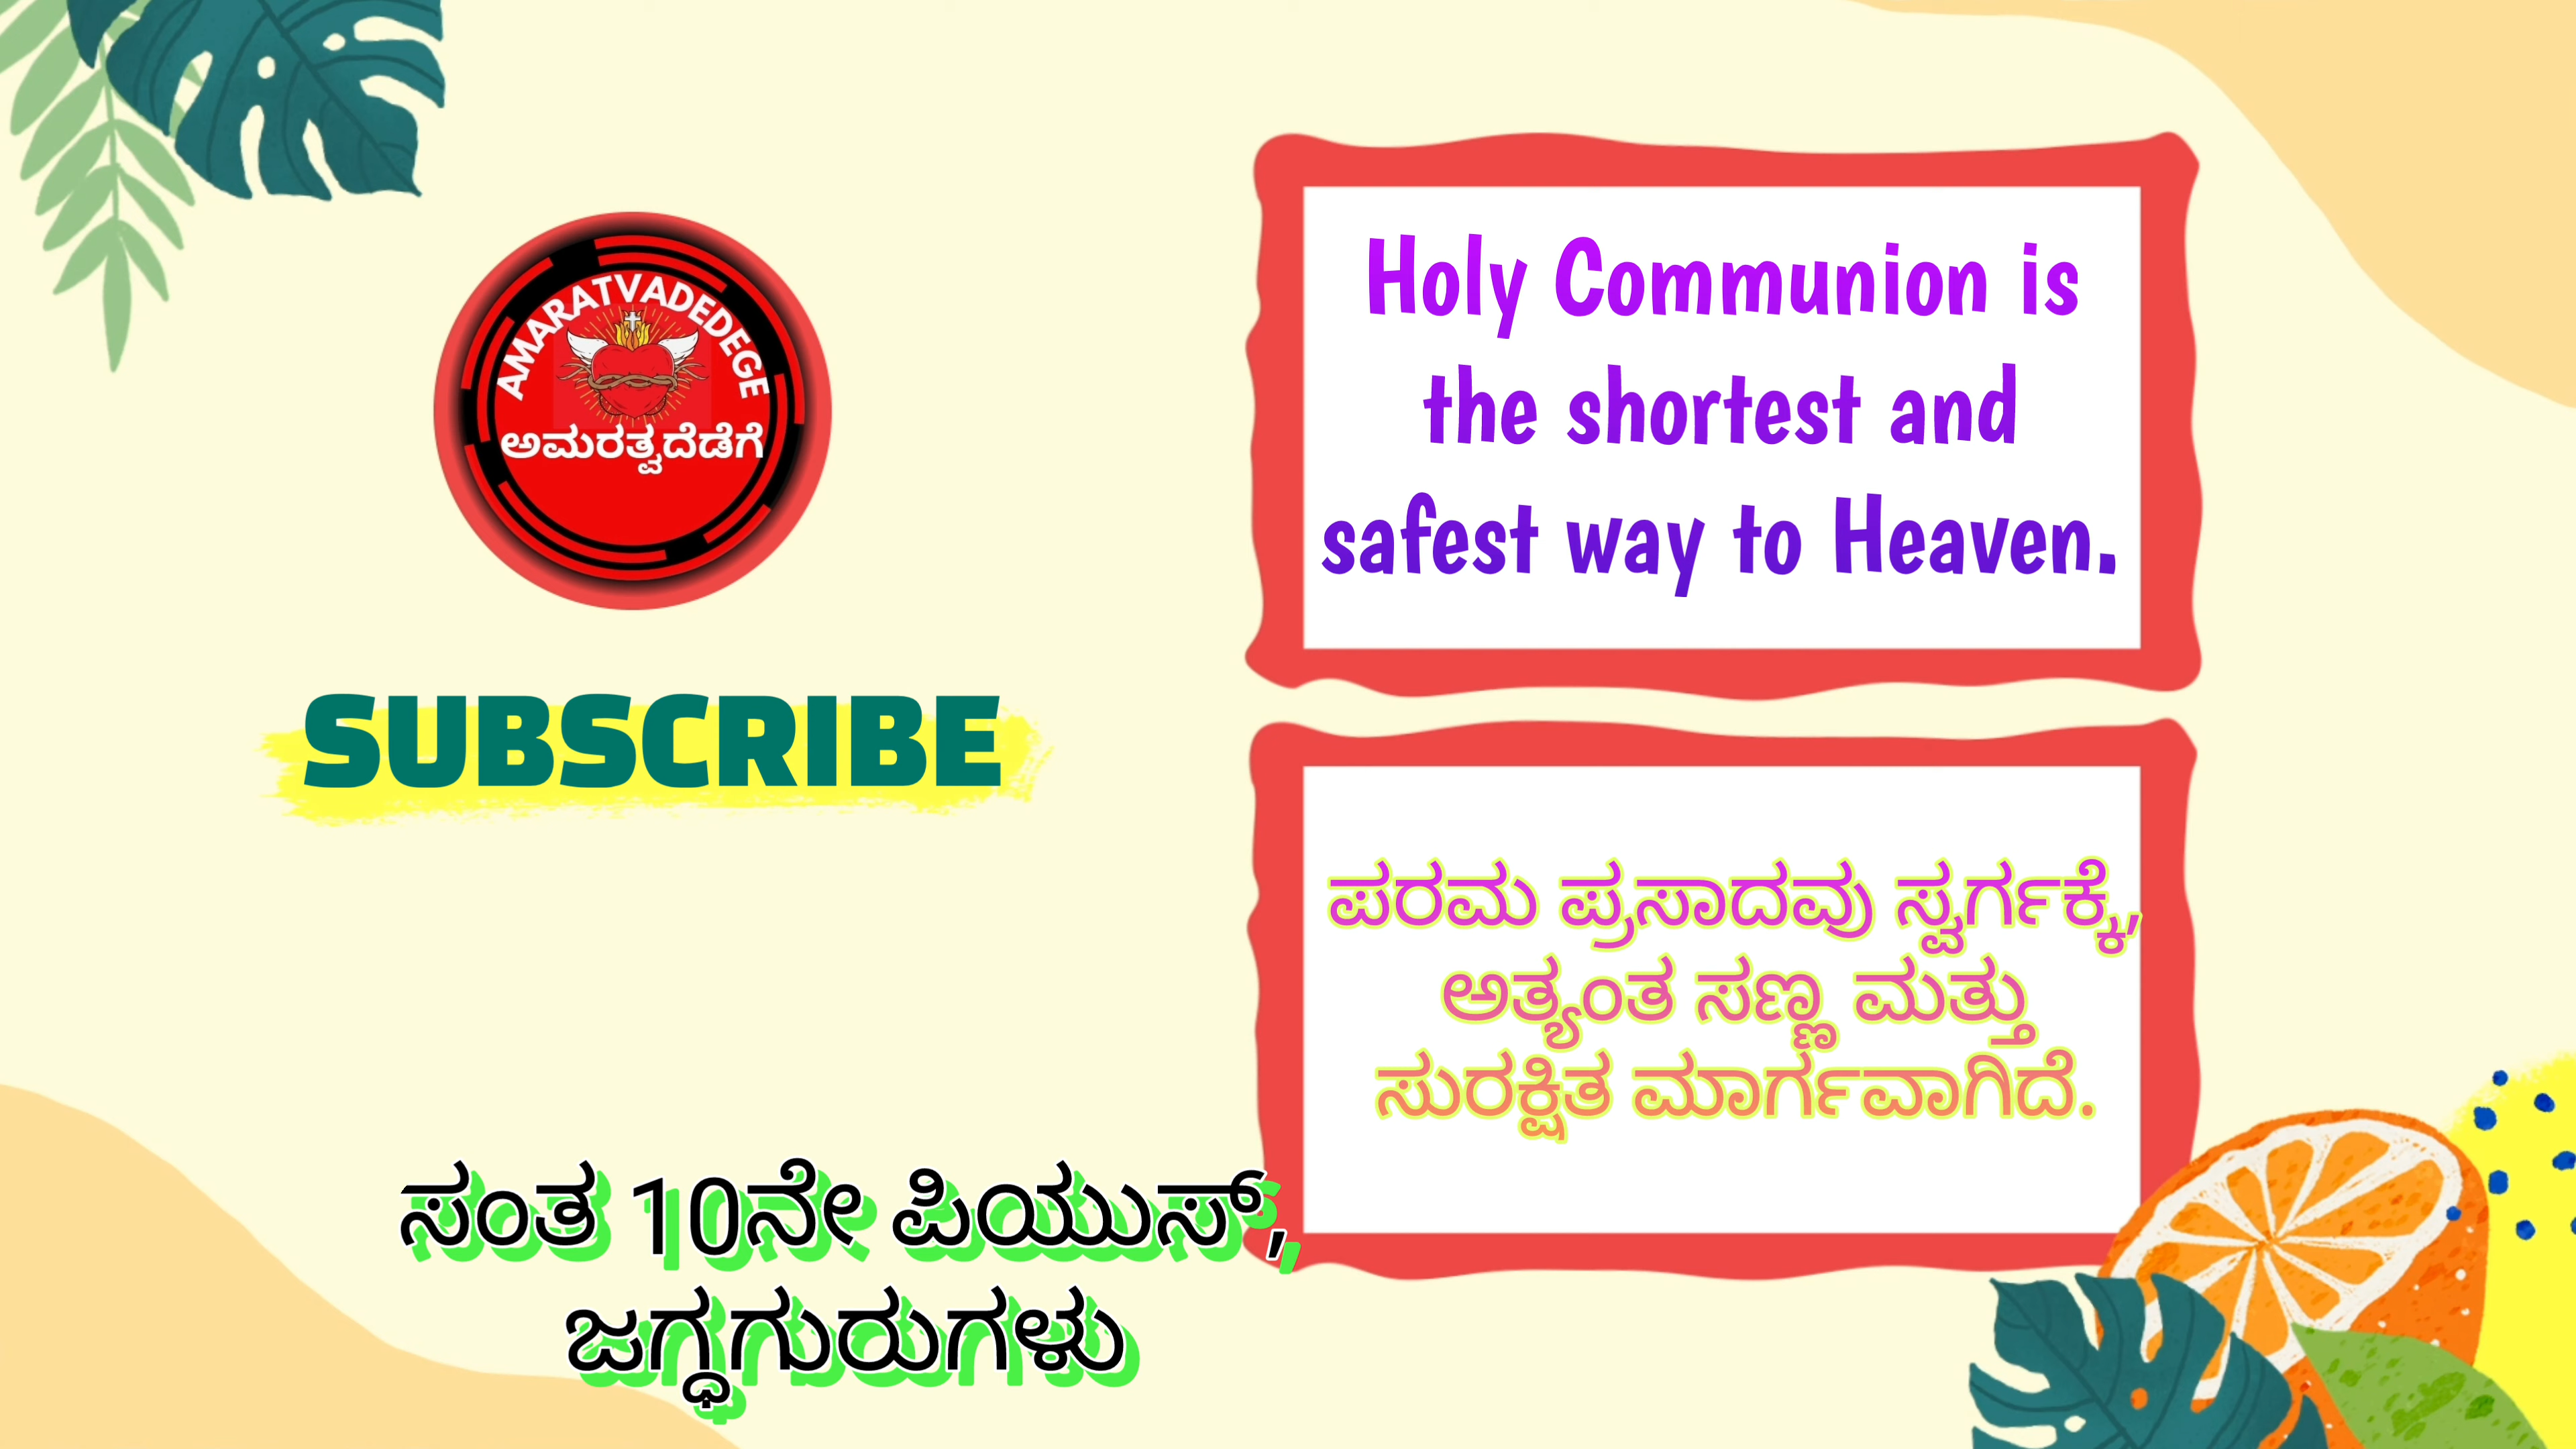 AMARATVADEDEGE
ಅಮರತ್ವದೆಡೆಗೆ
SUBSCRIBE
Holy Communion is
the shortest and
safest way to Heaven.
ಪರಮ ಪ್ರಸಾದವು ಸ್ವರ್ಗಕ್ಕೆ,
ಅತ್ಯಂತ ಸಣ್ಣ ಮತ್ತು
ಸುರಕ್ಷಿತ ಮಾರ್ಗವಾಗಿದೆ.
ಸಂತ 10ನೇ ಪಿಯುಸ್,
ಜಗ್ಧಗುರುಗಳು